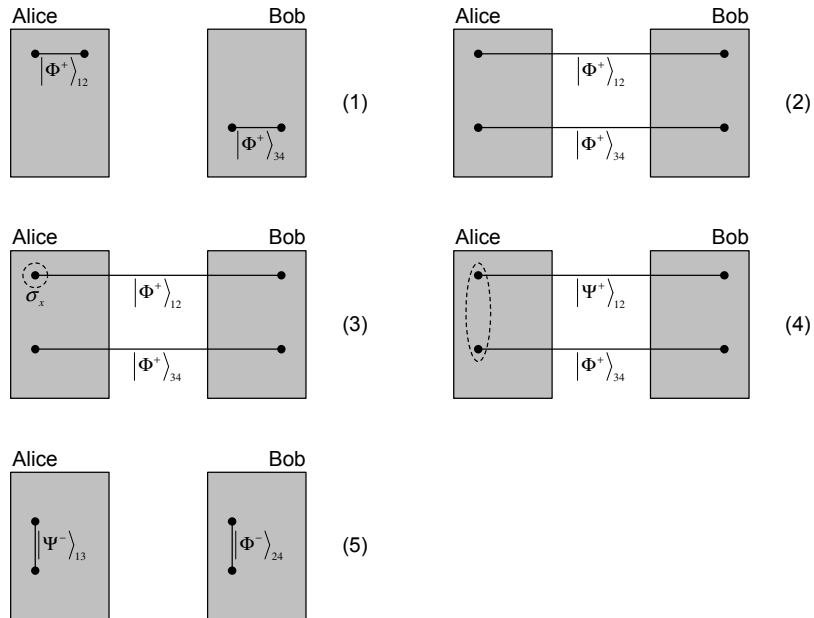 Alice Bob
|Φ⁺⟩₁₂
|Φ⁺⟩₃₄
(1)
Alice Bob
|Φ⁺⟩₁₂
|Φ⁺⟩₃₄
(2)
Alice Bob
σₓ
|Φ⁺⟩₁₂
|Φ⁺⟩₃₄
(3)
Alice Bob
|Ψ⁺⟩₁₂
|Φ⁺⟩₃₄
(4)
Alice Bob
|Ψ⁻⟩₁₃ |Φ⁻⟩₂₄
(5)